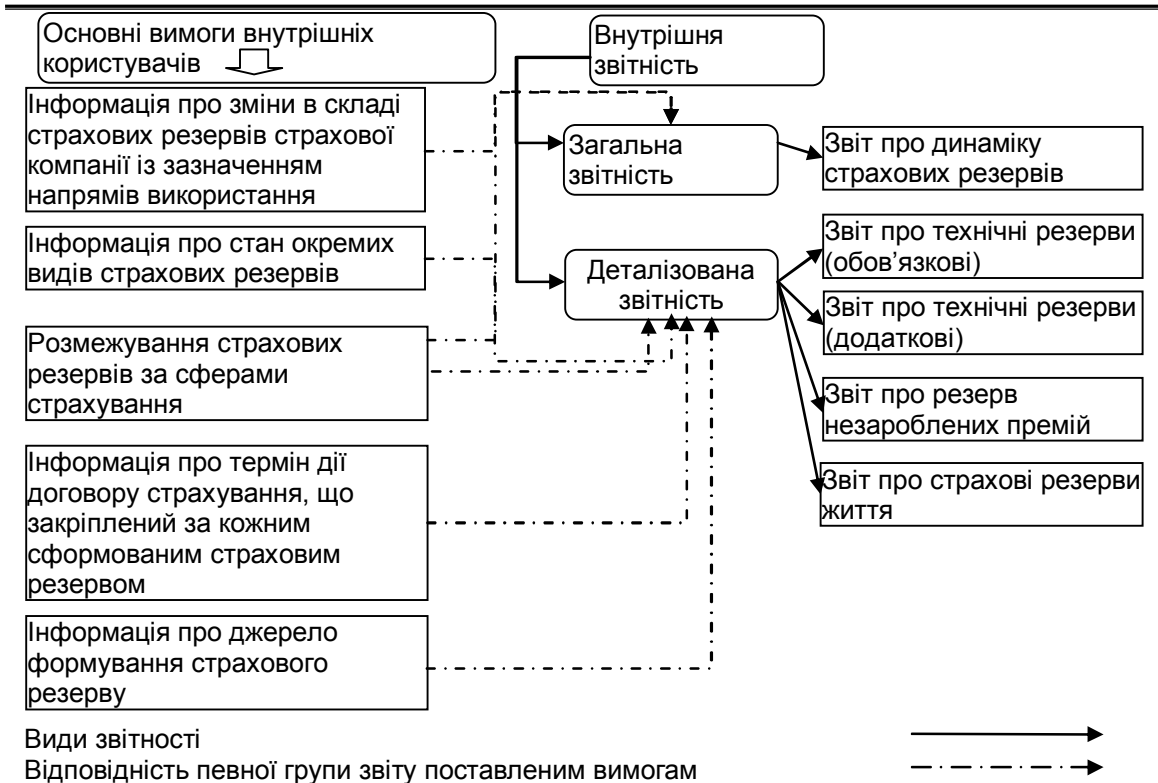 Основні вимоги внутрішніх
користувачів
Внутрішня
звітність
Інформація про зміни в складі
страхових резервів страхової
компанії із зазначенням
напрямів використання
Загальна
звітність
Звіт про динаміку
страхових резервів
Інформація про стан окремих
видів страхових резервів
Деталізована
звітність
Звіт про технічні резерви
(обов’язкові)
Звіт про технічні резерви
(додаткові)
Розмежування страхових
резервів за сферами
страхування
Звіт про резерв
незароблених премій
Інформація про термін дії
договору страхування, що
закріплений за кожним
сформованим страховим
резервом
Звіт про страхові резерви
життя
Інформація про джерело
формування страхового
резерву
Види звітності
Відповідність певної групи звіту поставленим вимогам